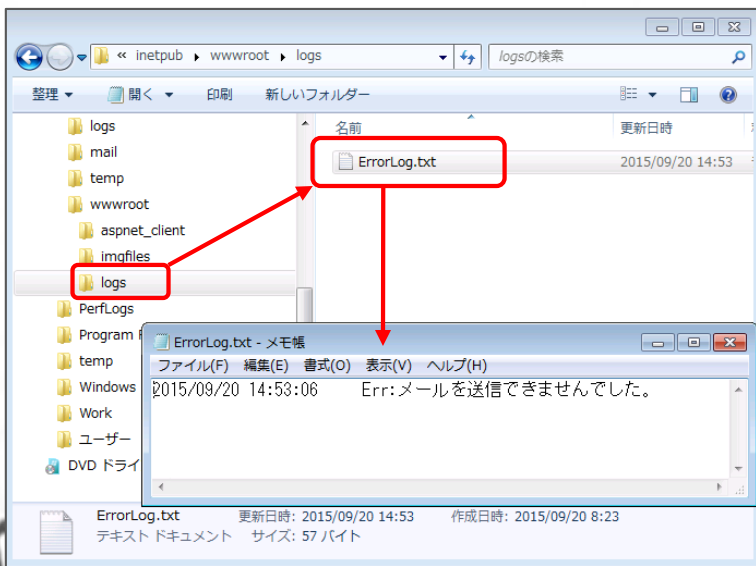 « inetpub ▸ wwwroot ▸ logs
logsの検索
整理 ▼ 開く ▼ 印刷 新しいフォルダー
名前 更新日時
ErrorLog.txt 2015/09/20 14:53
logs
mail
temp
wwwroot
aspnet_client
imgfiles
logs
PerfLogs
Program
temp
Windows
Work
ユーザー
DVD ドライ
ErrorLog.txt - メモ帳
ファイル(F) 編集(E) 書式(O) 表示(V) ヘルプ(H)
2015/09/20 14:53:06 Err:メールを送信できませんでした。
ErrorLog.txt 更新日時: 2015/09/20 14:53 作成日時: 2015/09/20 8:23
テキスト ドキュメント サイズ: 57 バイト